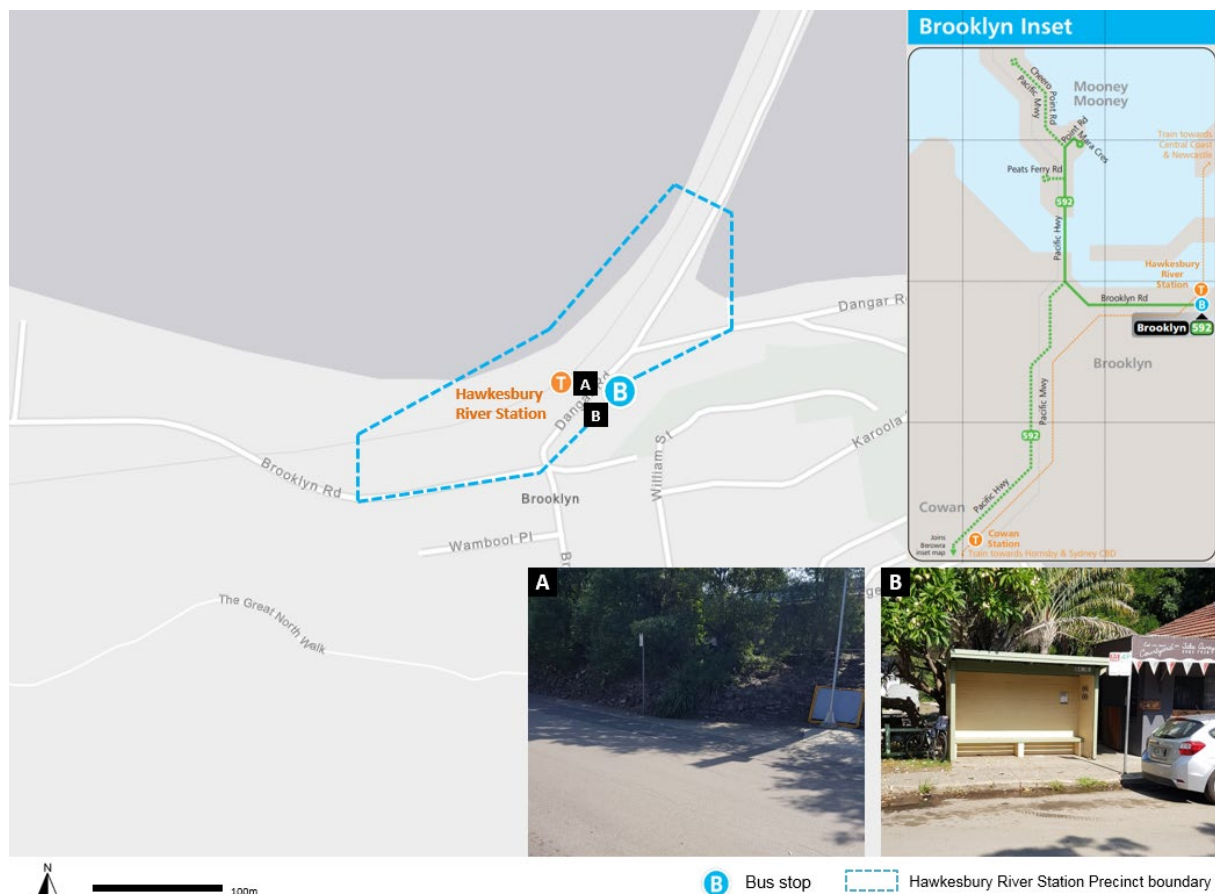 Brooklyn Inset
Cheero
Point Rd
Pacific Mwy
Mooney
Mooney
Point Rd
Mara Cres
Train towards
Central Coast
& Newcastle
Peats Ferry Rd
592
Pacific Hwy
Hawkesbury
River
Station
T
B
Brooklyn Rd
Brooklyn 592
Brooklyn
Pacific Mwy
592
Pacific Hwy
Cowan
T Cowan
Station
Joins
Berowra
inset map
Train towards Hornsby & Sydney CBD
Dangar R
T A B
Hawkesbury
River Station
B
Dangar Rd
Brooklyn Rd
Brooklyn
William St
Karoola
Wambool Pl
Br
The Great North Walk
A
B
N
100m
B Bus stop
Hawkesbury River Station Precinct boundary